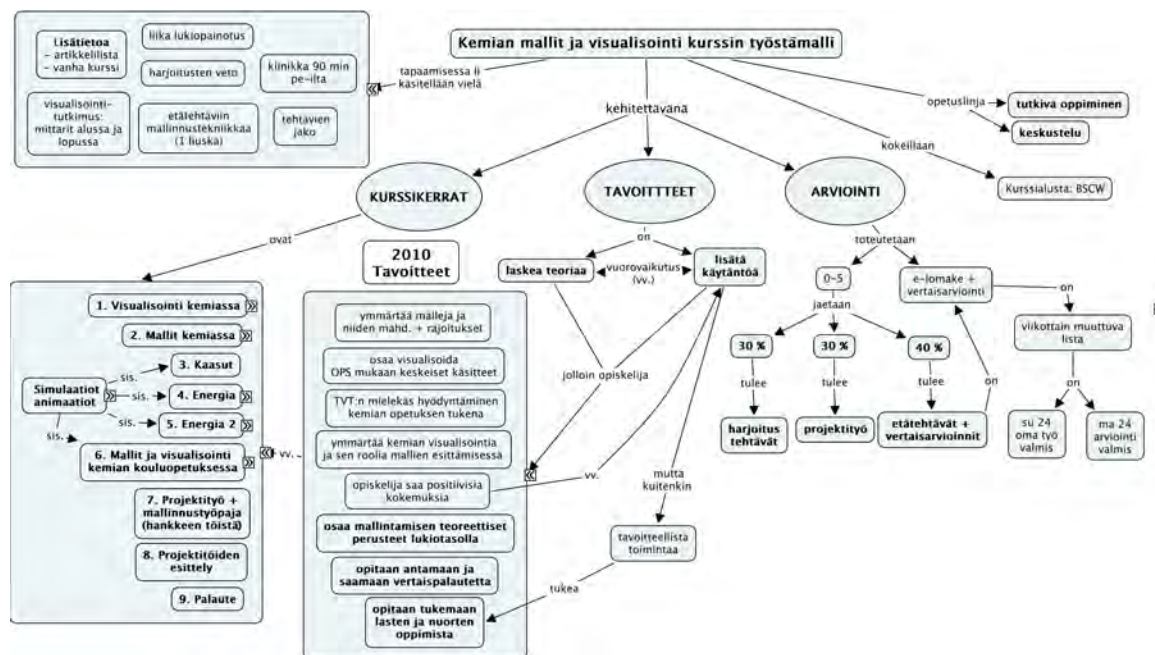 Kemian mallit ja visualisointi kurssin työstämalli
Lisätietoa
– artikkelilista
– vanha kurssi
liika lukiopainotus
harjoitusten veto
klinikka 90 min
pe-ilta
visualisointi-
tutkimus:
mittarit alussa ja
lopussa
etälehtäviin
mallinnustekniikkaa
(1 liuska)
tehtävien
jako
tapaamisessa ii
käsitellään vielä
kehitettävänä
opetuslinja
tutkiva oppiminen
keskustelu
kokeillaan
Kurssialusta: BSCW
KURSSIKERRAT
TAVOITTTEET
ARVIOINTI
ovat
2010
Tavoitteet
on
laskea teoriaa
vuorovaikutus
(vv.)
lisätä
käytäntöä
toteutetaan
0–5
e-lomake +
vertaisarviointi
jaetaan
on
viikottain muuttuva
lista
30 %
30 %
40 %
tulee
tulee
tulee
on
on
harjoitus
tehtävät
projektityö
etätehtävät +
vertaisarvioinnit
su 24
oma työ
valmis
ma 24
arviointi
valmis
1. Visualisointi kemiassa
2. Mallit kemiassa
Simulaatiot
animaatiot
sis.
3. Kaasut
sis.
4. Energia
sis.
5. Energia 2
sis.
6. Mallit ja visualisointi
kemian kouluopetuksessa
7. Projektityö +
mallinnustyöpaja
(hankkeen töistä)
8. Projektitöiden
esittely
9. Palaute
vv.
ymmärtää malleja ja
niiden mahd. + rajoitukset
osaa visualisoida
OPS mukaan keskeiset käsitteet
TVT:n mielekäs hyödyntäminen
kemian opetuksen tukena
ymmärtää kemian visualisointia
ja sen roolia mallien esittämisessä
opiskelija saa positiivisia
kokemuksia
osaa mallintamisen teoreettiset
perusteet lukiotasolla
opitaan antamaan ja
saamaan vertaispalautetta
opitaan tukemaan
lasten ja nuorten
oppimista
jolloin opiskelija
vv.
mutta
kuitenkin
tavoitteellista
toimintaa
tukea